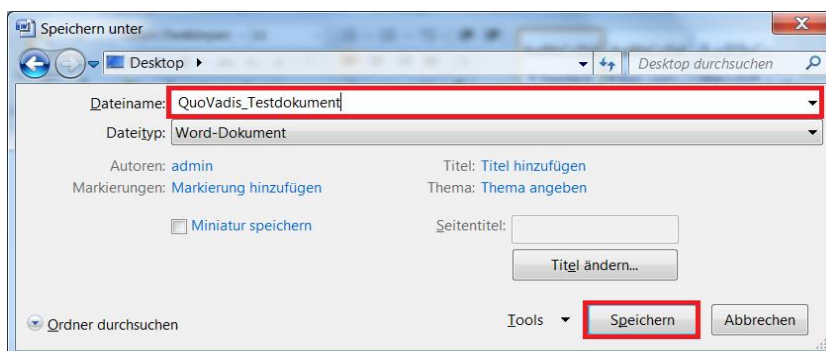 Speichern unter
Desktop
Desktop durchsuchen
Dateiname: QuoVadis_Testdokument
Dateityp: Word-Dokument
Autoren: admin Titel: Titel hinzufügen
Markierungen: Markierung hinzufügen Thema: Thema angeben
Miniatur speichern Seitentitel:
Titel ändern...
Ordner durchsuchen Tools Speichern Abbrechen